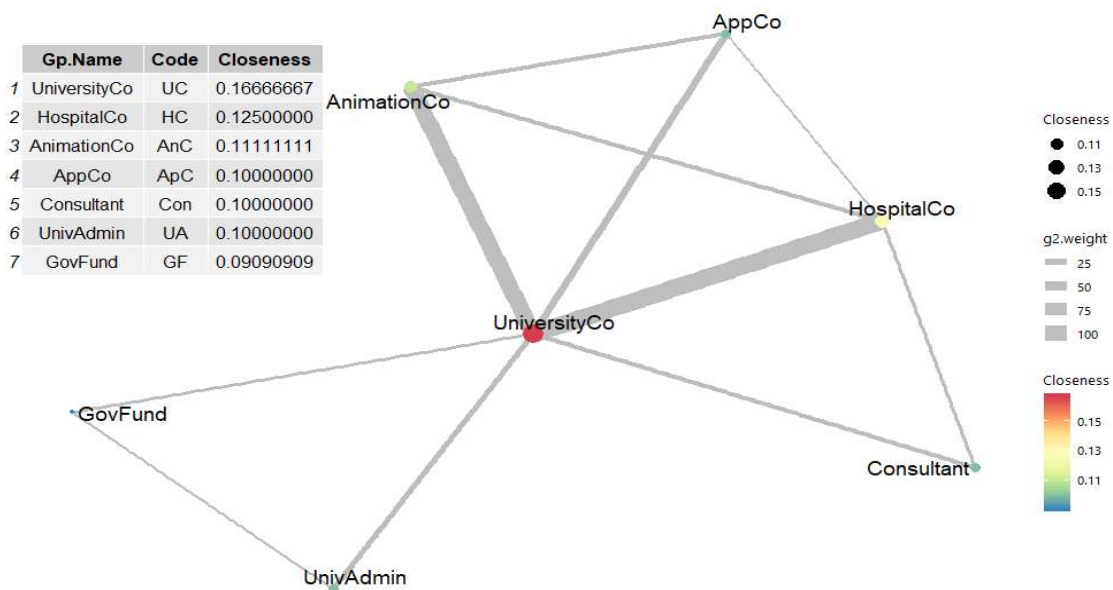 Gp.Name Code Closeness
1 UniversityCo UC 0.16666667
2 HospitalCo HC 0.12500000
3 AnimationCo AnC 0.11111111
4 AppCo ApC 0.10000000
5 Consultant Con 0.10000000
6 UnivAdmin UA 0.10000000
7 GovFund GF 0.09090909
AppCo
AnimationCo
HospitalCo
UniversityCo
GovFund
Consultant
UnivAdmin
Closeness
0.11
0.13
0.15
g2.weight
25
50
75
100
Closeness
0.15
0.13
0.11